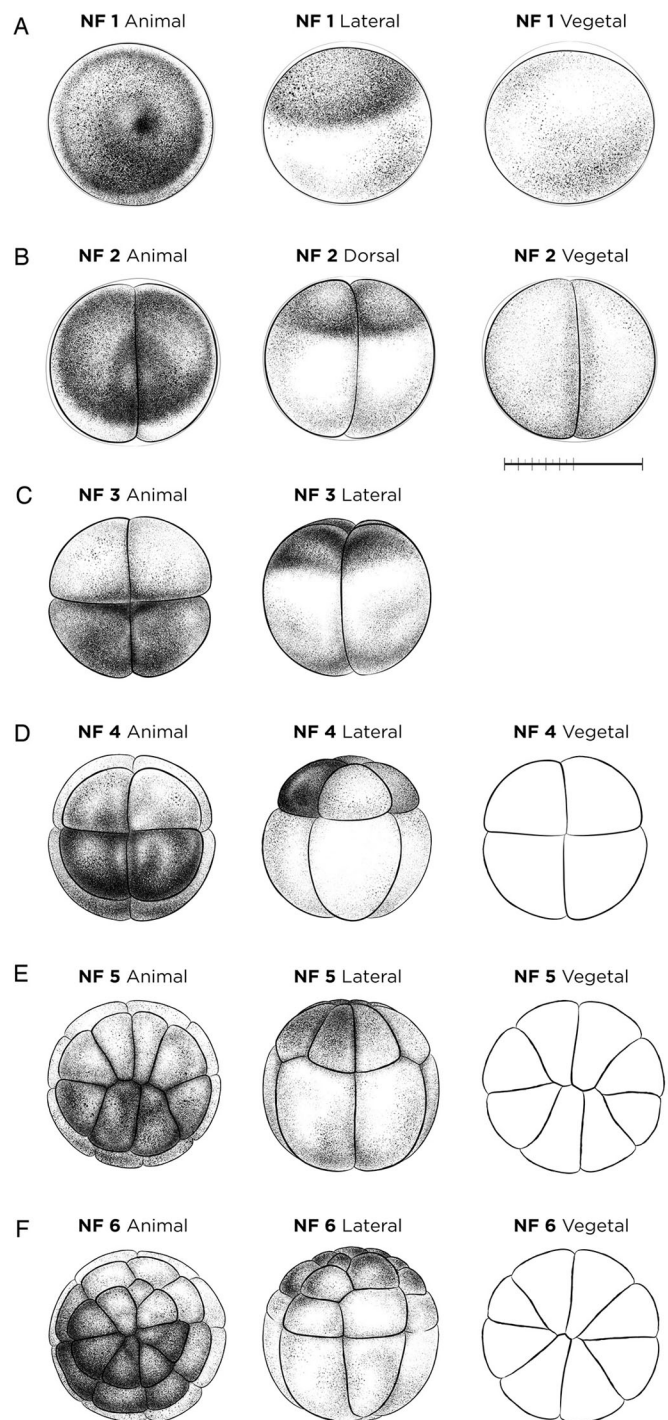 A
NF 1 Animal
NF 1 Lateral
NF 1 Vegetal
B
NF 2 Animal
NF 2 Dorsal
NF 2 Vegetal
C
NF 3 Animal
NF 3 Lateral
D
NF 4 Animal
NF 4 Lateral
NF 4 Vegetal
E
NF 5 Animal
NF 5 Lateral
NF 5 Vegetal
F
NF 6 Animal
NF 6 Lateral
NF 6 Vegetal